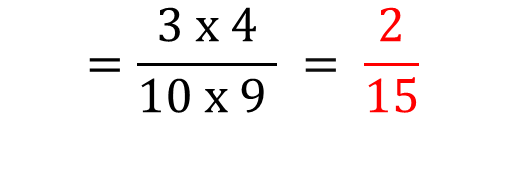 = 3 x 4 / 10 x 9 = 2 / 15